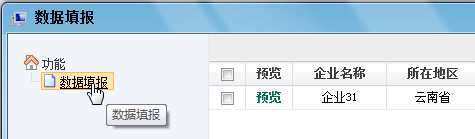 数据填报
功能
数据填报
数据填报
预览 企业名称 所在地区
预览 企业31 云南省